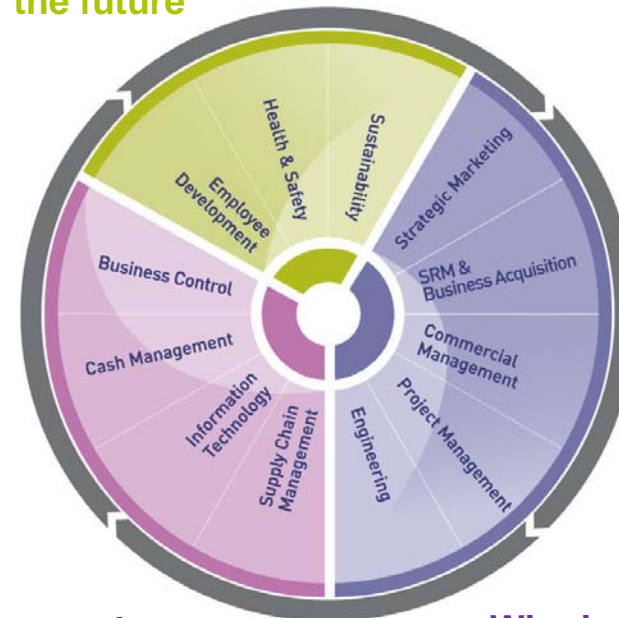 the future
Health & Safety
Sustainability
Employee
Development
Strategic Marketing
SRM &
Business Acquisition
Business Control
Commercial
Management
Cash Management
Project Management
Information
Technology
Supply Chain
Management
Engineering